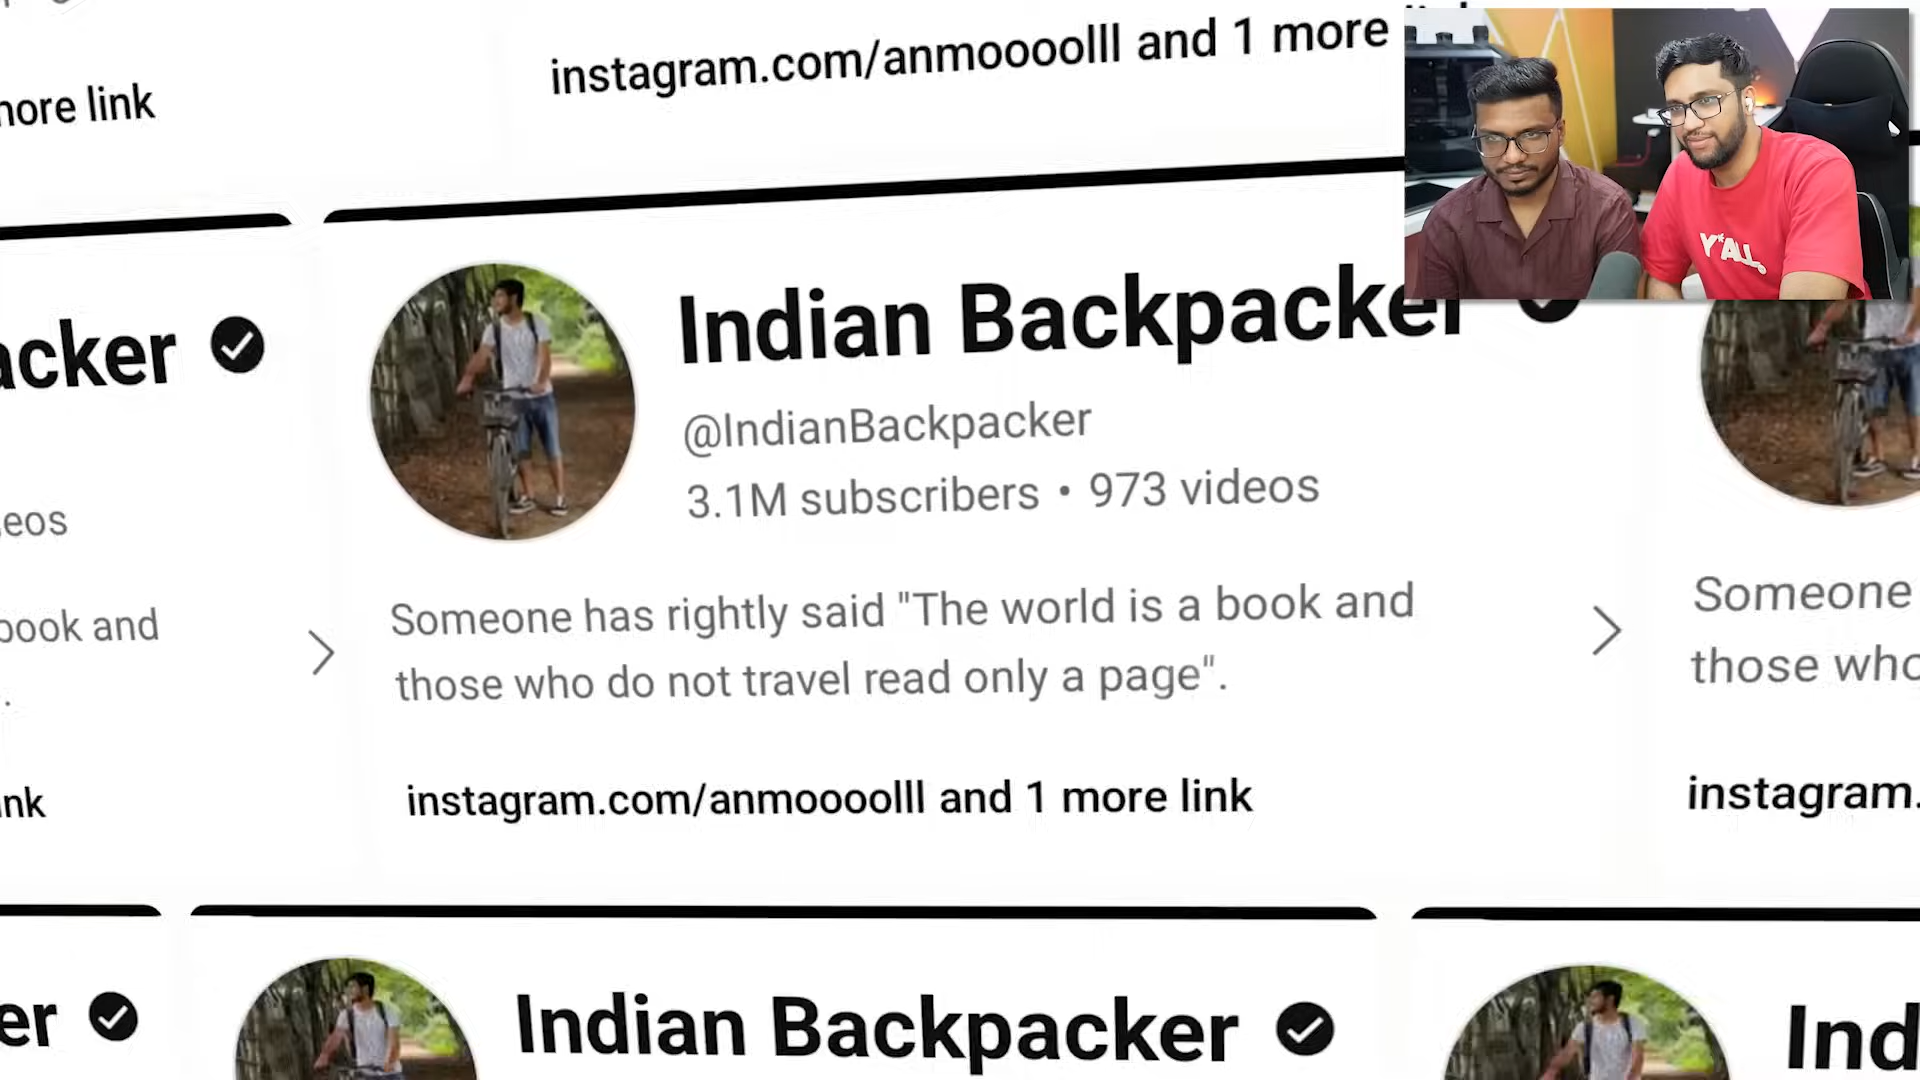 more link
instagram.com/anmoooolll and 1 more
Y'ALL
acker
Indian Backpacker
@IndianBackpacker
3.1M subscribers • 973 videos
eos
book and
Someone has rightly said "The world is a book and
those who do not travel read only a page".
Someone
those who
instagram.com/anmoooolll and 1 more link
instagram.
ink
er
Indian Backpacker
Ind